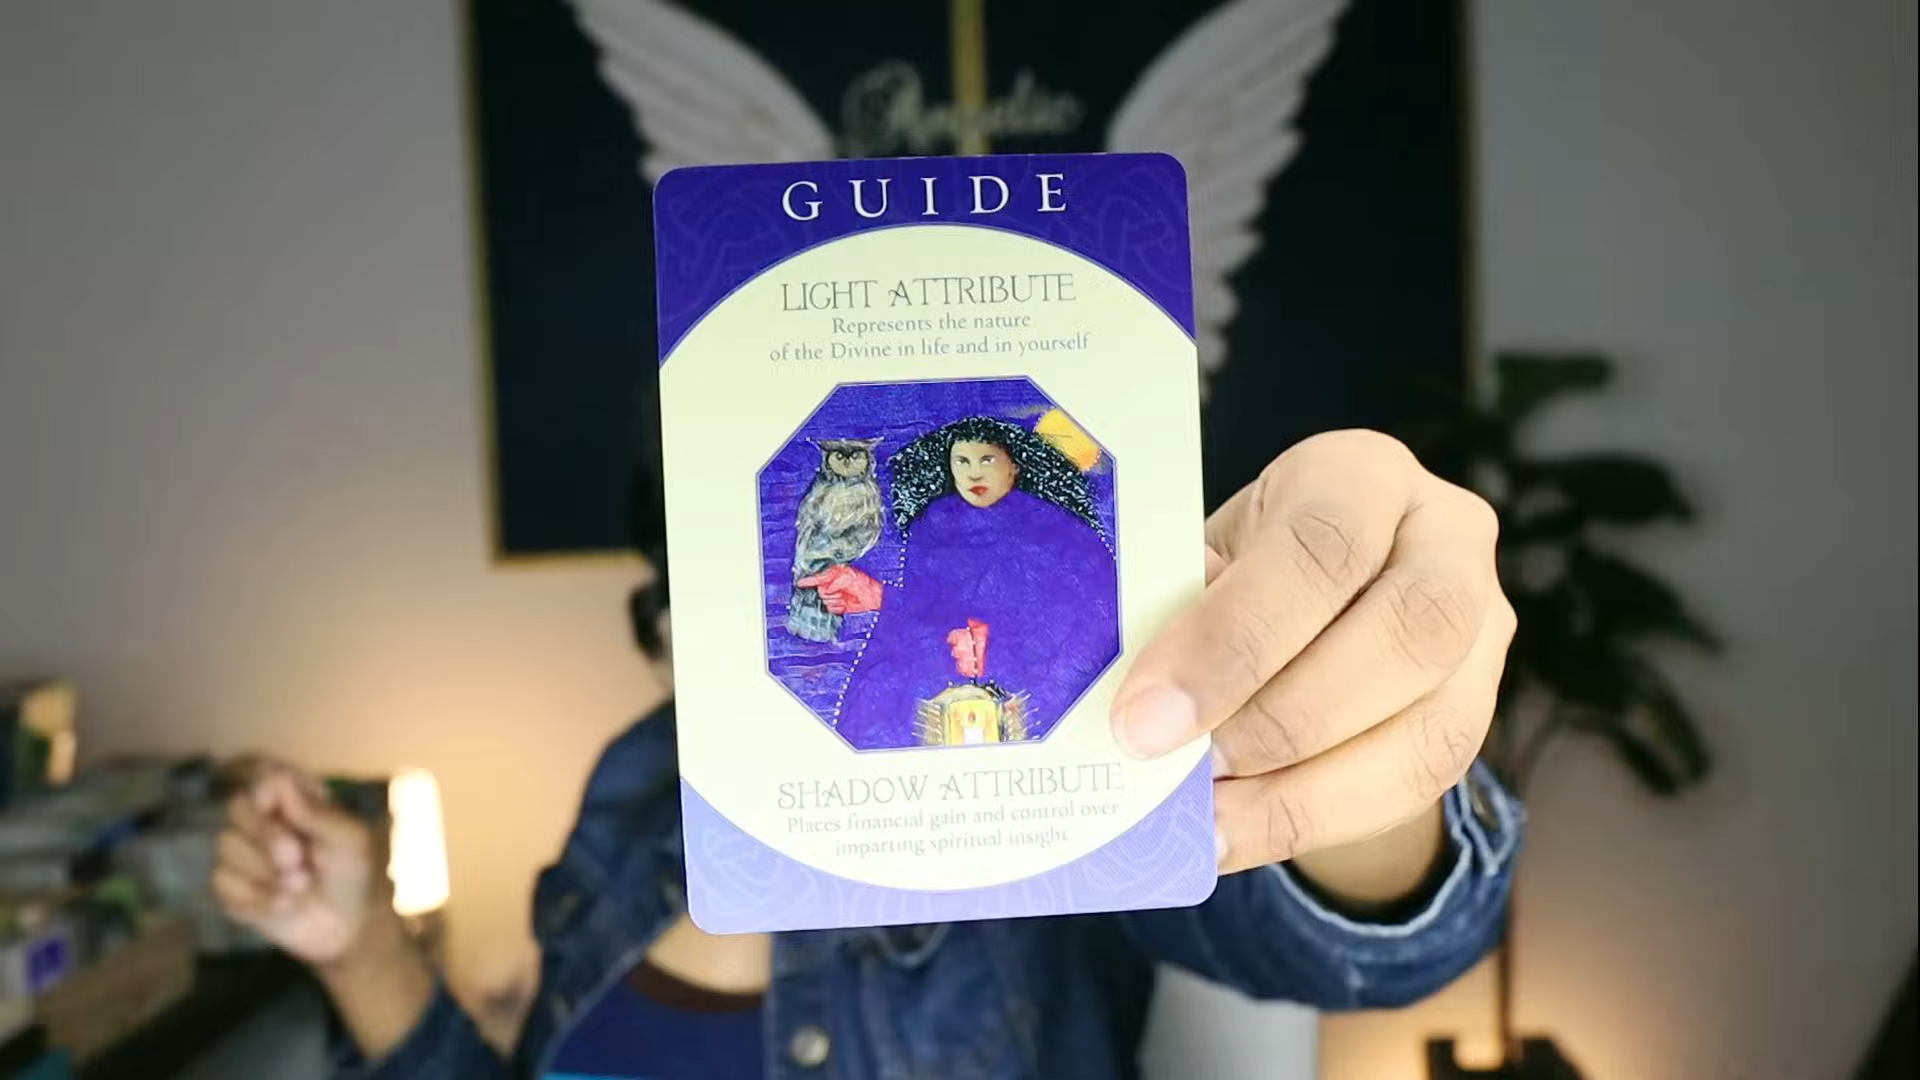 Angelic
GUIDE
LIGHT ATTRIBUTE
Represents the nature
of the Divine in life and in yourself
SHADOW ATTRIBUTE
Places financial gain and control over
imparting spiritual insight